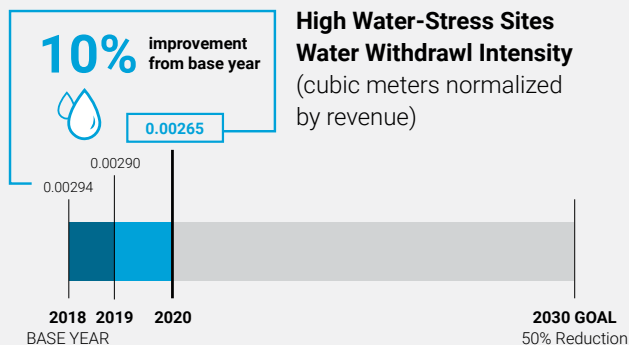 High Water-Stress Sites
Water Withdrawl Intensity
(cubic meters normalized
by revenue)
10%
improvement
from base year
0.00265
0.00290
0.00294
2018
2019
2020
2030 GOAL
BASE YEAR
50% Reduction